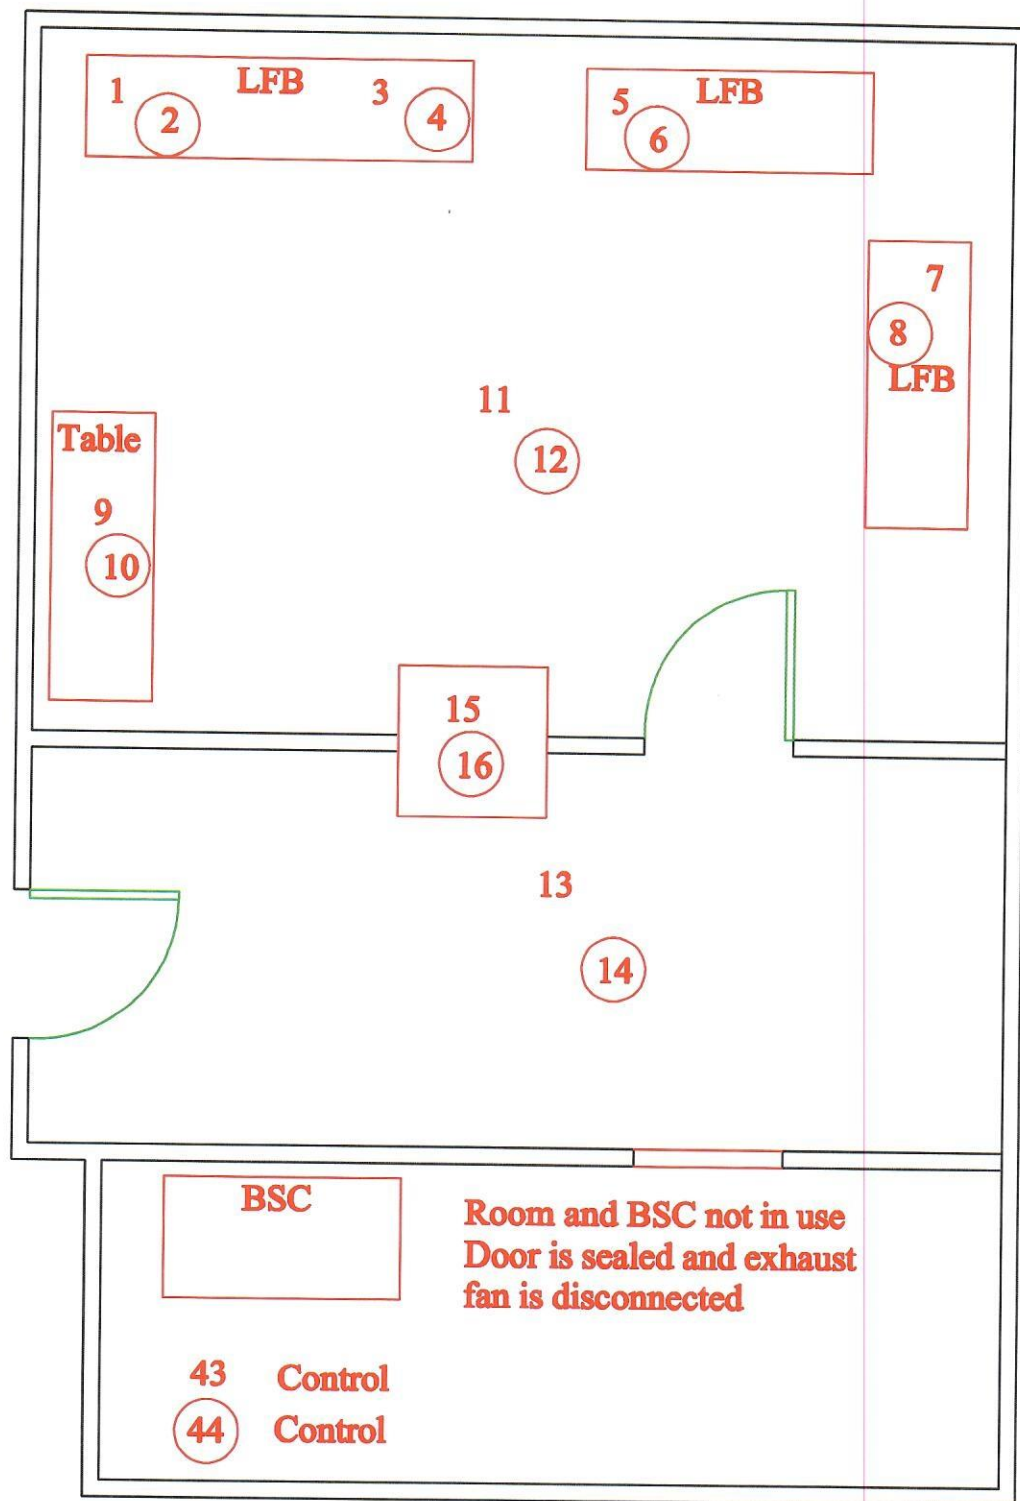 1
LFB
3
2
4
5
LFB
6
7
8
LFB
11
12
Table
9
10
15
16
13
14
BSC
Room and BSC not in use
Door is sealed and exhaust
fan is disconnected
43 Control
44 Control